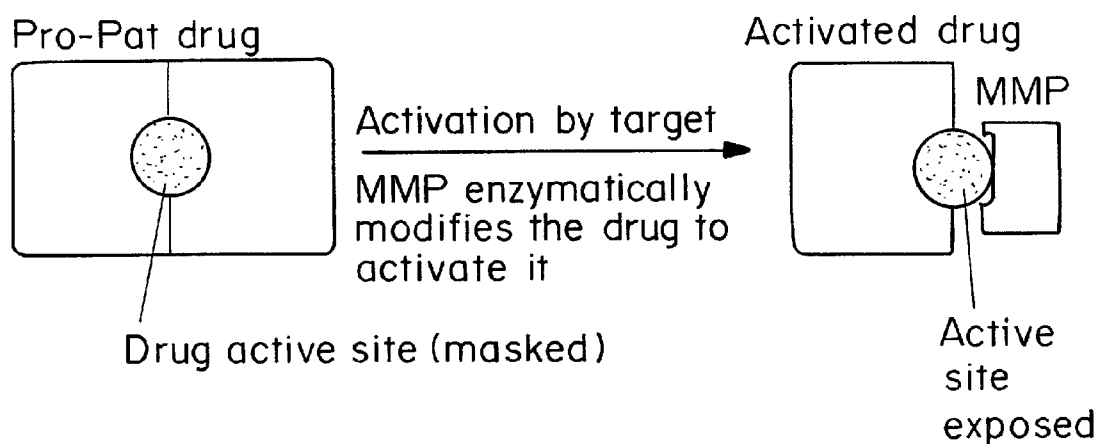 Pro-Pat drug
Activation by target
MMP enzymatically
modifies the drug to
activate it
Drug active site (masked)
Activated drug
MMP
Active
site
exposed